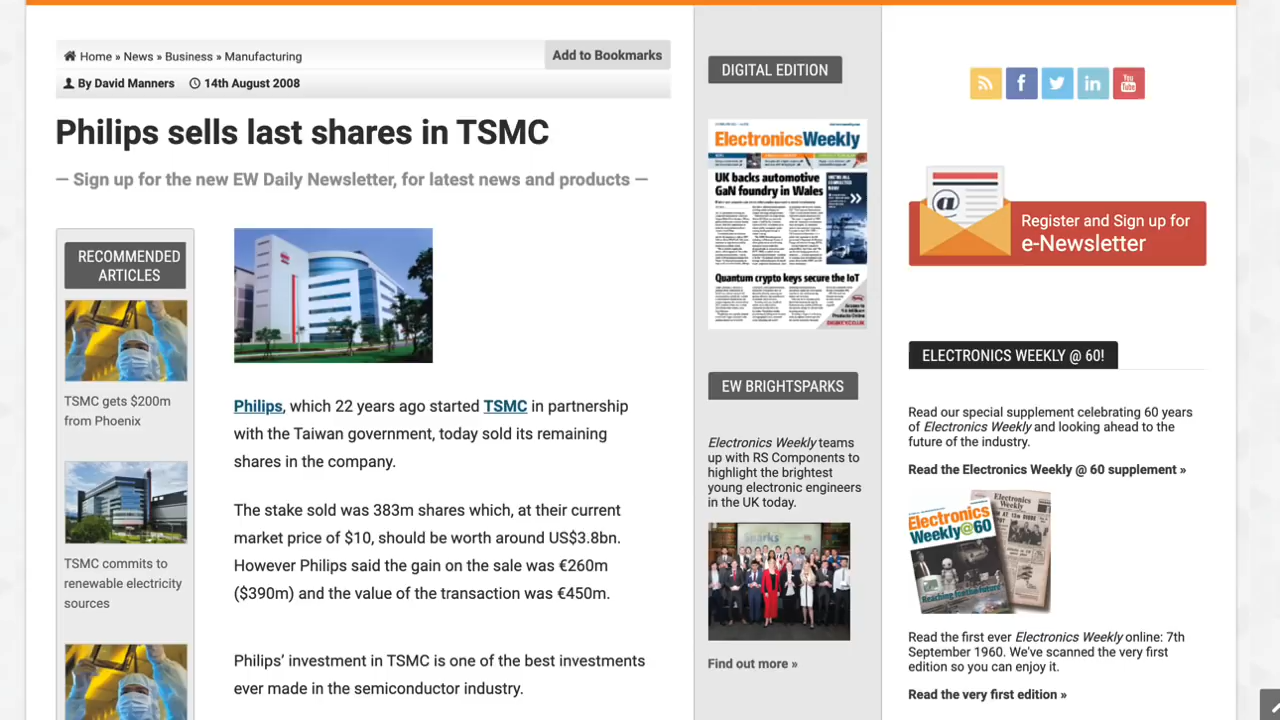 Home » News » Business » Manufacturing
Add to Bookmarks
By David Manners 14th August 2008
Philips sells last shares in TSMC
— Sign up for the new EW Daily Newsletter, for latest news and products —
RECOMMENDED
ARTICLES
TSMC gets $200m
from Phoenix
TSMC commits to
renewable electricity
sources
Philips, which 22 years ago started TSMC in partnership
with the Taiwan government, today sold its remaining
shares in the company.
The stake sold was 383m shares which, at their current
market price of $10, should be worth around US$3.8bn.
However Philips said the gain on the sale was €260m
($390m) and the value of the transaction was €450m.
Philips' investment in TSMC is one of the best investments
ever made in the semiconductor industry.
DIGITAL EDITION
ElectronicsWeekly
UK backs automotive
GaN foundry in Wales
Quantum crypto keys secure the IoT
EW BRIGHTSPARKS
Electronics Weekly teams
up with RS Components to
highlight the brightest
young electronic engineers
in the UK today.
Find out more »
You
Tube
Register and Sign up for
e-Newsletter
ELECTRONICS WEEKLY @ 60!
Read our special supplement celebrating 60 years
of Electronics Weekly and looking ahead to the
future of the industry.
Read the Electronics Weekly @ 60 supplement »
Electronics
Weekly@60
Reaching for the future
Electronics
Weekly
Read the first ever Electronics Weekly online: 7th
September 1960. We've scanned the very first
edition so you can enjoy it.
Read the very first edition »